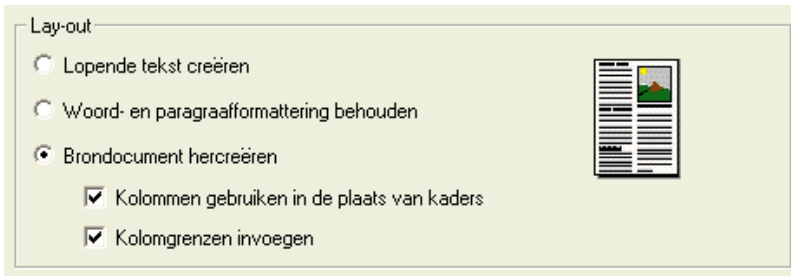 Lay-out
Lopende tekst creëren
Woord- en paragraafformattering behouden
Brondocument hercreëren
Kolommen gebruiken in de plaats van kaders
Kolomgrenzen invoegen